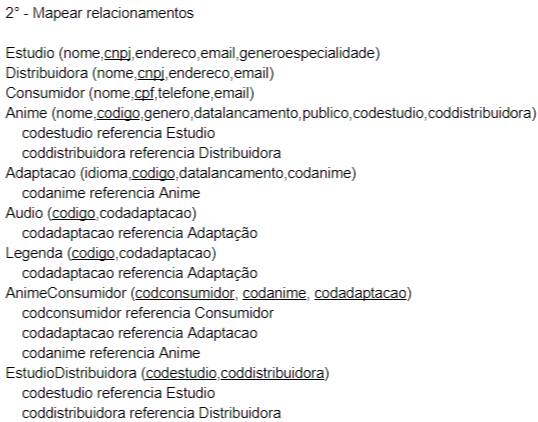 2° - Mapear relacionamentos
Estudio (nome,cnpj,endereco,email,generoespecialidade)
Distribuidora (nome,cnpj,endereco,email)
Consumidor (nome,cpf,telefone,email)
Anime (nome,codigo,genero,datalancamento,publico,codestudio,coddistribuidora)
codestudio referencia Estudio
coddistribuidora referencia Distribuidora
Adaptacao (idioma,codigo,datalancamento,codanime)
codanime referencia Anime
Audio (codigo,codadaptacao)
codadaptacao referencia Adaptação
Legenda (codigo,codadaptacao)
codadaptacao referencia Adaptação
AnimeConsumidor (codconsumidor, codanime, codadaptacao)
codconsumidor referencia Consumidor
codadaptacao referencia Adaptacao
codanime referencia Anime
EstudioDistribuidora (codestudio,coddistribuidora)
codestudio referencia Estudio
coddistribuidora referencia Distribuidora